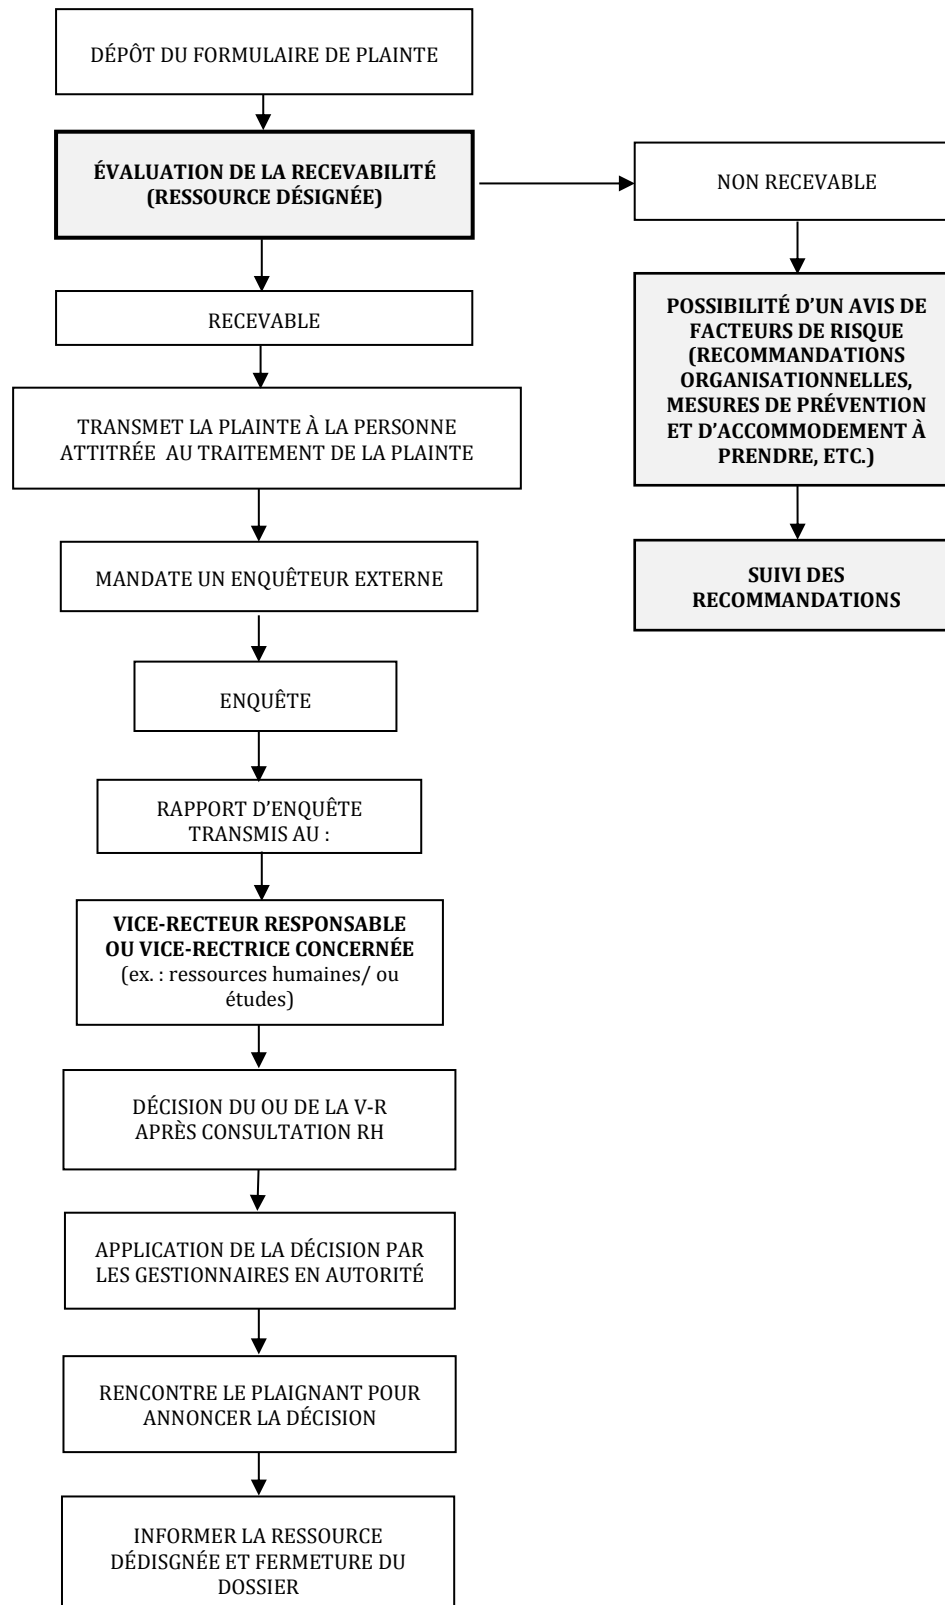 DÉPÔT DU FORMULAIRE DE PLAINTE
ÉVALUATION DE LA RECEVABILITÉ
(RESSOURCE DÉSIGNÉE)
NON RECEVABLE
RECEVABLE
POSSIBILITÉ D’UN AVIS DE
FACTEURS DE RISQUE
(RECOMMANDATIONS
ORGANISATIONNELLES,
MESURES DE PRÉVENTION
ET D’ACCOMMODEMENT À
PRENDRE, ETC.)
TRANSMET LA PLAINTE À LA PERSONNE
ATTITRÉE AU TRAITEMENT DE LA PLAINTE
MANDATE UN ENQUÊTEUR EXTERNE
SUIVI DES
RECOMMANDATIONS
ENQUÊTE
RAPPORT D’ENQUÊTE
TRANSMIS AU :
VICE-RECTEUR RESPONSABLE
OU VICE-RECTRICE CONCERNÉE
(ex. : ressources humaines/ ou
études)
DÉCISION DU OU DE LA V-R
APRÈS CONSULTATION RH
APPLICATION DE LA DÉCISION PAR
LES GESTIONNAIRES EN AUTORITÉ
RENCONTRE LE PLAIGNANT POUR
ANNONCER LA DÉCISION
INFORMER LA RESSOURCE
DÉDISGNÉE ET FERMETURE DU
DOSSIER